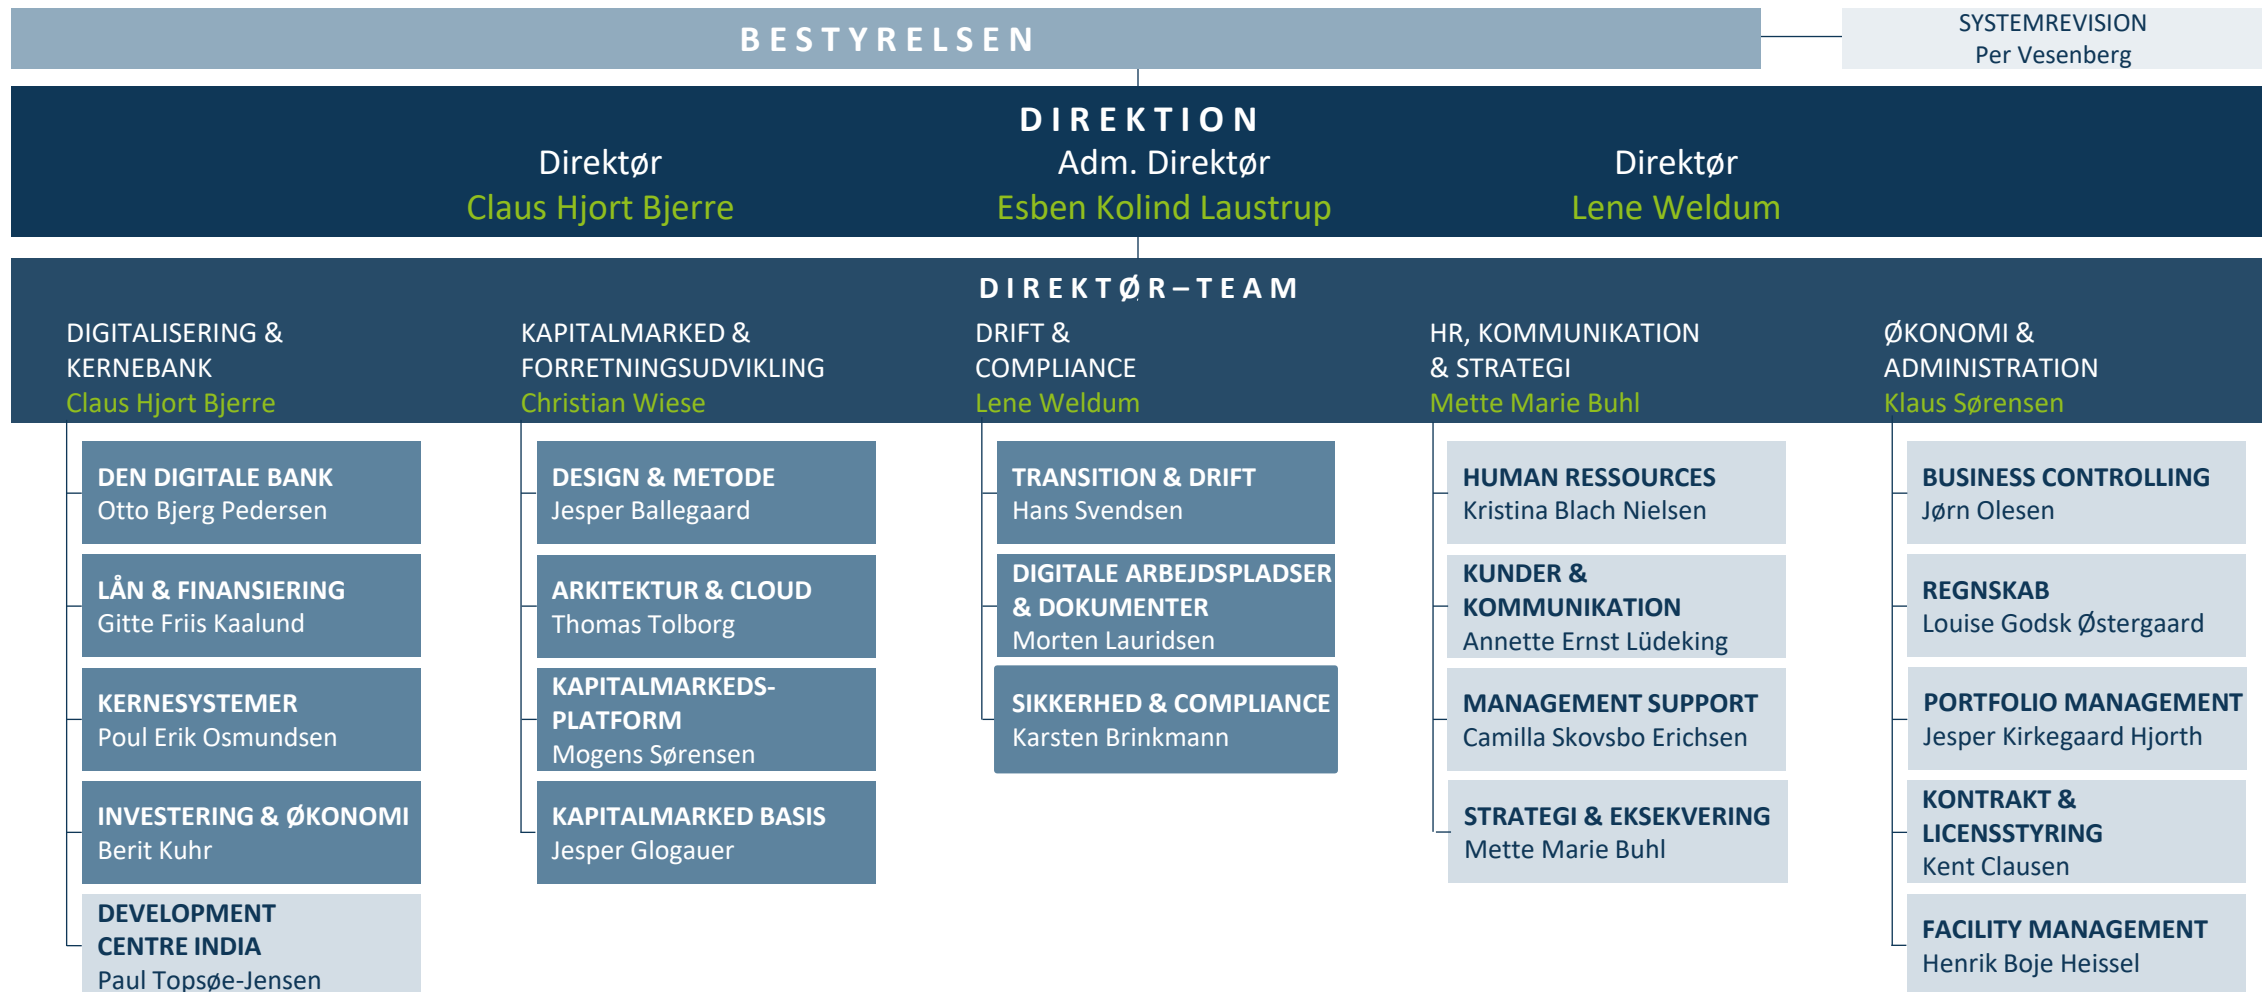 BESTYRELSEN
SYSTEMREVISION
Per Vesenberg
DIREKTION
Direktør
Claus Hjort Bjerre
Adm. Direktør
Esben Kolind Laustrup
Direktør
Lene Weldum
DIREKTØR–TEAM
DIGITALISERING &
KERNEBANK
Claus Hjort Bjerre
KAPITALMARKED &
FORRETNINGSUDVIKLING
Christian Wiese
DRIFT &
COMPLIANCE
Lene Weldum
HR, KOMMUNIKATION
& STRATEGI
Mette Marie Buhl
ØKONOMI &
ADMINISTRATION
Klaus Sørensen
DEN DIGITALE BANK
Otto Bjerg Pedersen
LÅN & FINANSIERING
Gitte Friis Kaalund
KERNESYSTEMER
Poul Erik Osmundsen
INVESTERING & ØKONOMI
Berit Kuhr
DEVELOPMENT
CENTRE INDIA
Paul Topsøe-Jensen
DESIGN & METODE
Jesper Ballegaard
ARKITEKTUR & CLOUD
Thomas Tolborg
KAPITALMARKEDS-
PLATFORM
Mogens Sørensen
KAPITALMARKED BASIS
Jesper Glogauer
TRANSITION & DRIFT
Hans Svendsen
DIGITALE ARBEJDSPLADSER
& DOKUMENTER
Morten Lauridsen
SIKKERHED & COMPLIANCE
Karsten Brinkmann
HUMAN RESSOURCES
Kristina Blach Nielsen
KUNDER &
KOMMUNIKATION
Annette Ernst Lüdeking
MANAGEMENT SUPPORT
Camilla Skovsbo Erichsen
STRATEGI & EKSEKVERING
Mette Marie Buhl
BUSINESS CONTROLLING
Jørn Olesen
REGNSKAB
Louise Godsk Østergaard
PORTFOLIO MANAGEMENT
Jesper Kirkegaard Hjorth
KONTRAKT &
LICENSSTYRING
Kent Clausen
FACILITY MANAGEMENT
Henrik Boje Heissel